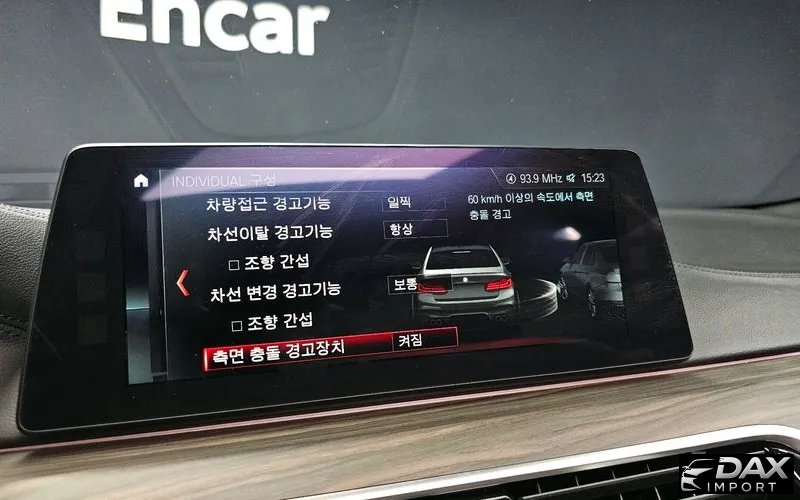 Encar
INDIVIDUAL 구성
93.9 MHz 15:23
차량접근 경고기능 일찍
60 km/h 이상의 속도에서 측면
충돌 경고
차선이탈 경고기능 항상
조향 간섭
차선 변경 경고기능 보통
조향 간섭
측면 충돌 경고장치 켜짐
DAX
IMPORT